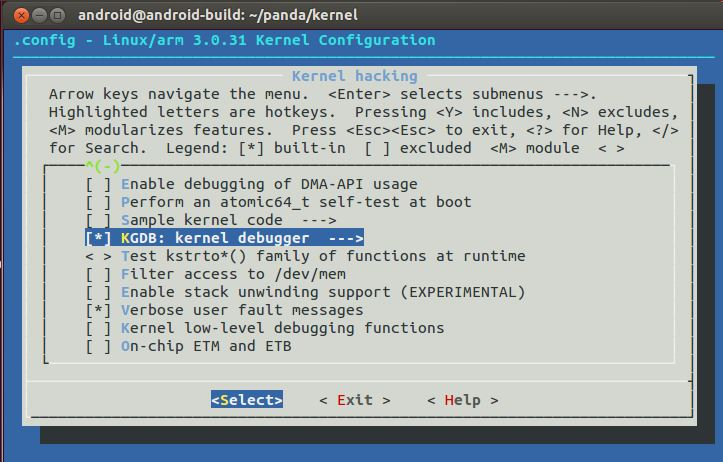 android@android-build: ~/panda/kernel
.config - Linux/arm 3.0.31 Kernel Configuration
Kernel hacking
Arrow keys navigate the menu.  <Enter> selects submenus --->.
Highlighted letters are hotkeys.  Pressing <Y> includes, <N> excludes,
<M> modularizes features.  Press <Esc><Esc> to exit, <?> for Help, </>
for Search.  Legend: [*] built-in  [ ] excluded  <M> module  < >
^(-)
[ ] Enable debugging of DMA-API usage
[ ] Perform an atomic64_t self-test at boot
[ ] Sample kernel code  --->
[*] KGDB: kernel debugger  --->
< > Test kstrto*() family of functions at runtime
[ ] Filter access to /dev/mem
[ ] Enable stack unwinding support (EXPERIMENTAL)
[*] Verbose user fault messages
[ ] Kernel low-level debugging functions
[ ] On-chip ETM and ETB
<Select>    < Exit >    < Help >